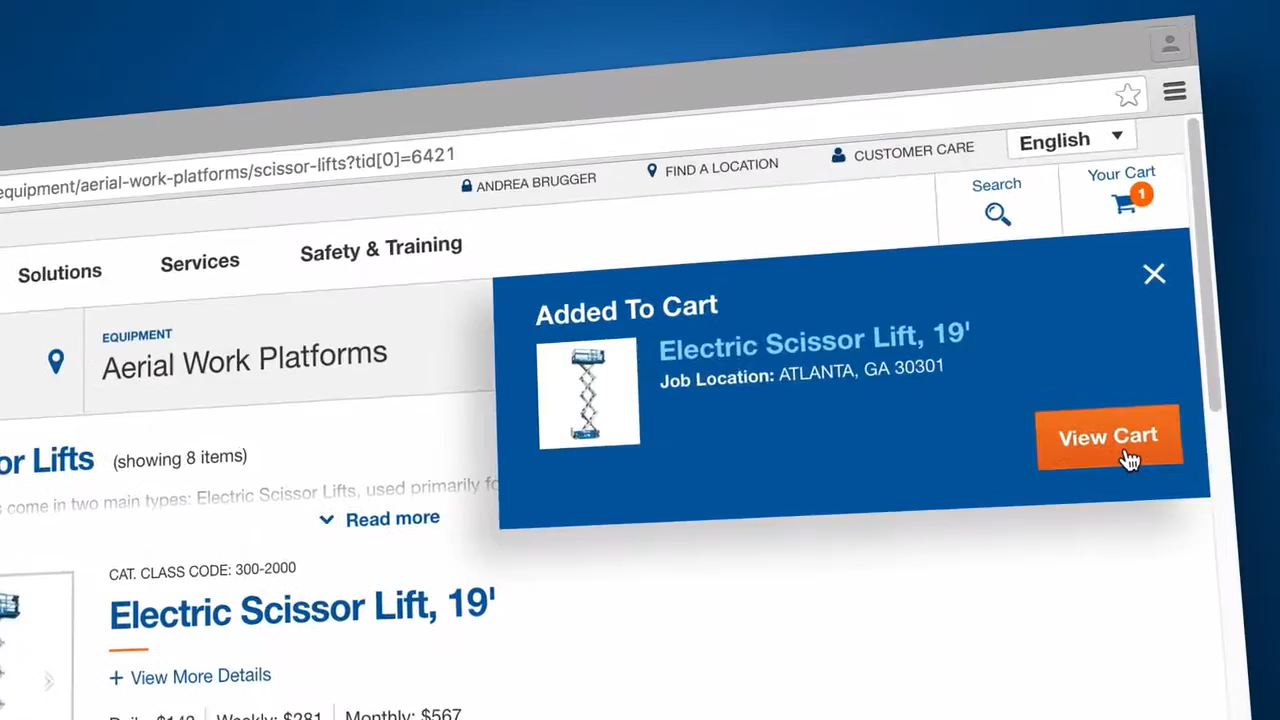 equipment/aerial-work-platforms/scissor-lifts?tid[0]=6421
ANDREA BRUGGER
FIND A LOCATION
CUSTOMER CARE
English
Solutions
Services
Safety & Training
Search
Your Cart
1
EQUIPMENT
Aerial Work Platforms
Added To Cart
Electric Scissor Lift, 19'
Job Location: ATLANTA, GA 30301
View Cart
or Lifts (showing 8 items)
s come in two main types: Electric Scissor Lifts, used primarily fo
Read more
CAT. CLASS CODE: 300-2000
Electric Scissor Lift, 19'
+ View More Details
Daily: $143 Weekly: $281 Monthly: $567